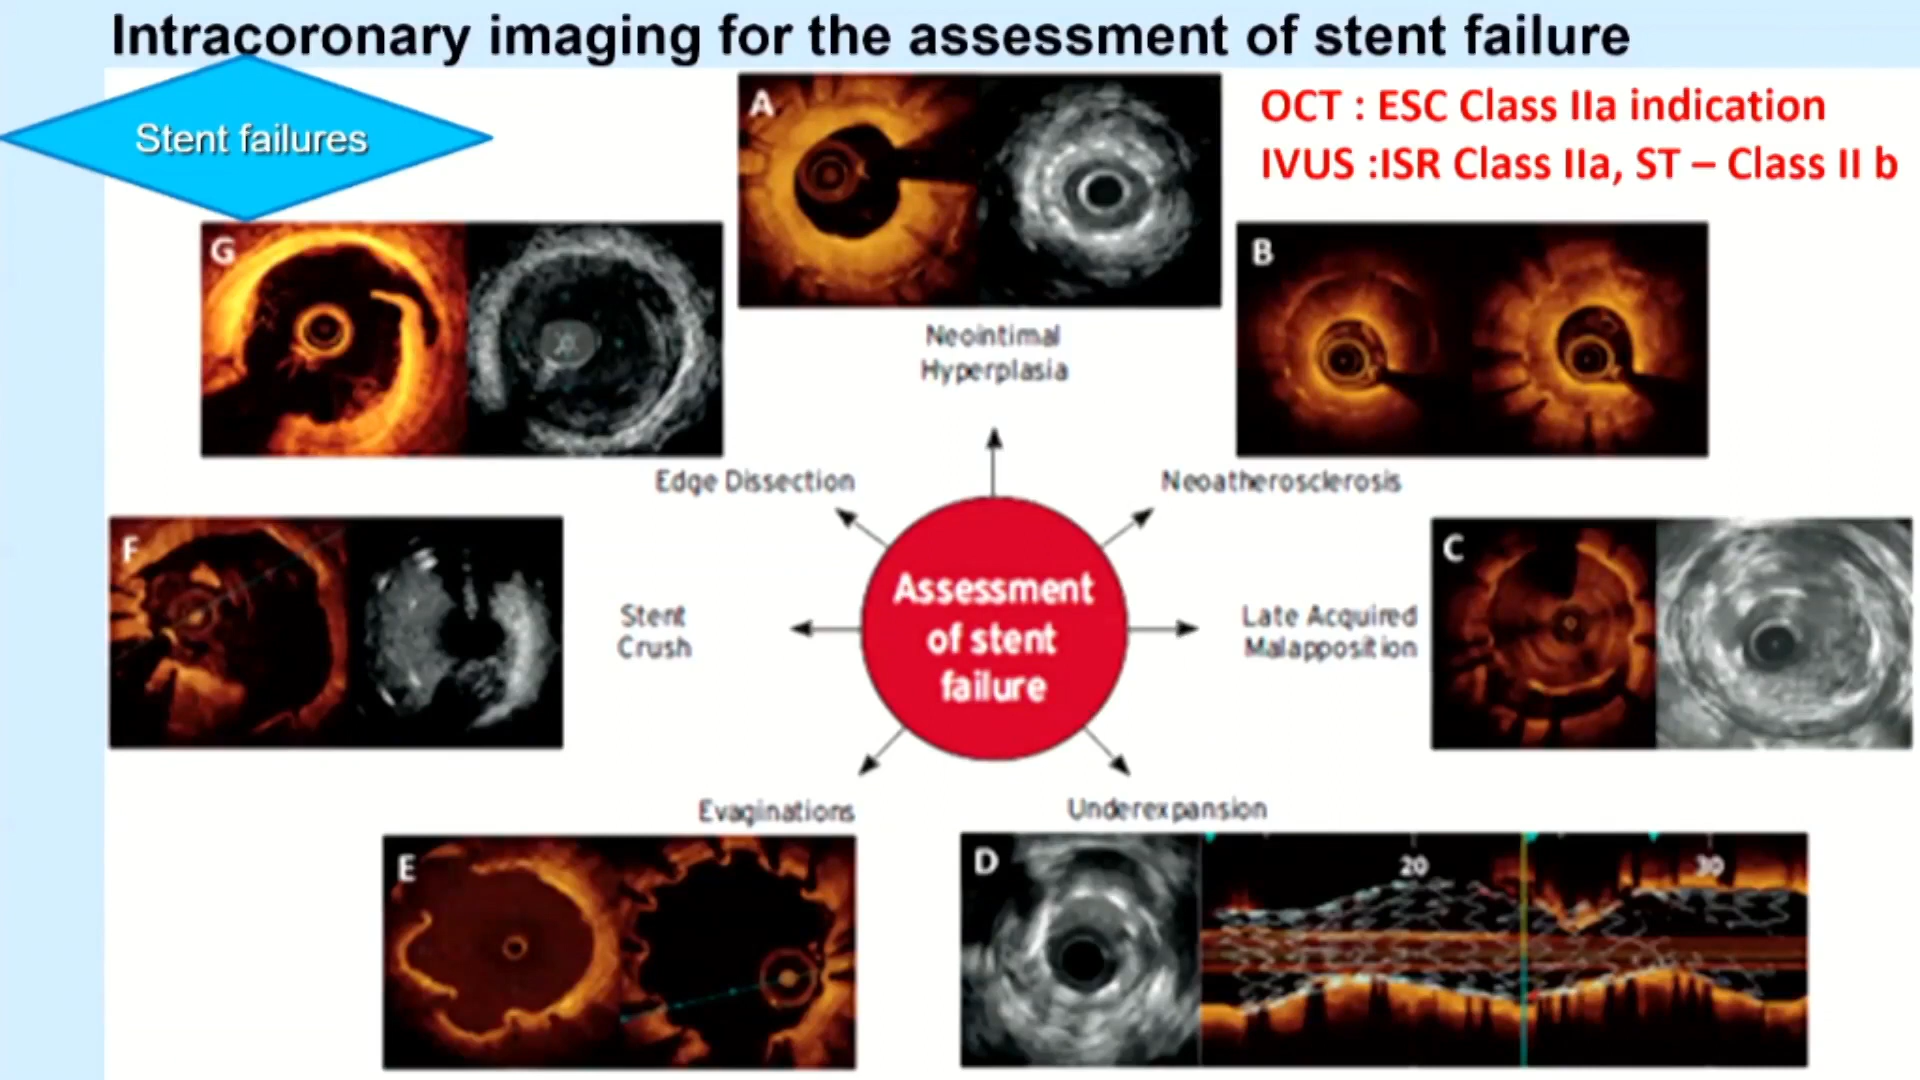 Intracoronary imaging for the assessment of stent failure
Stent failures
OCT : ESC Class IIa indication
IVUS :ISR Class IIa, ST – Class II b
A
Neointimal
Hyperplasia
B
Neoatherosclerosis
C
Late Acquired
Malapposition
D
20
30
Underexpansion
E
Evaginations
F
Stent
Crush
G
Edge Dissection
Assessment
of stent
failure